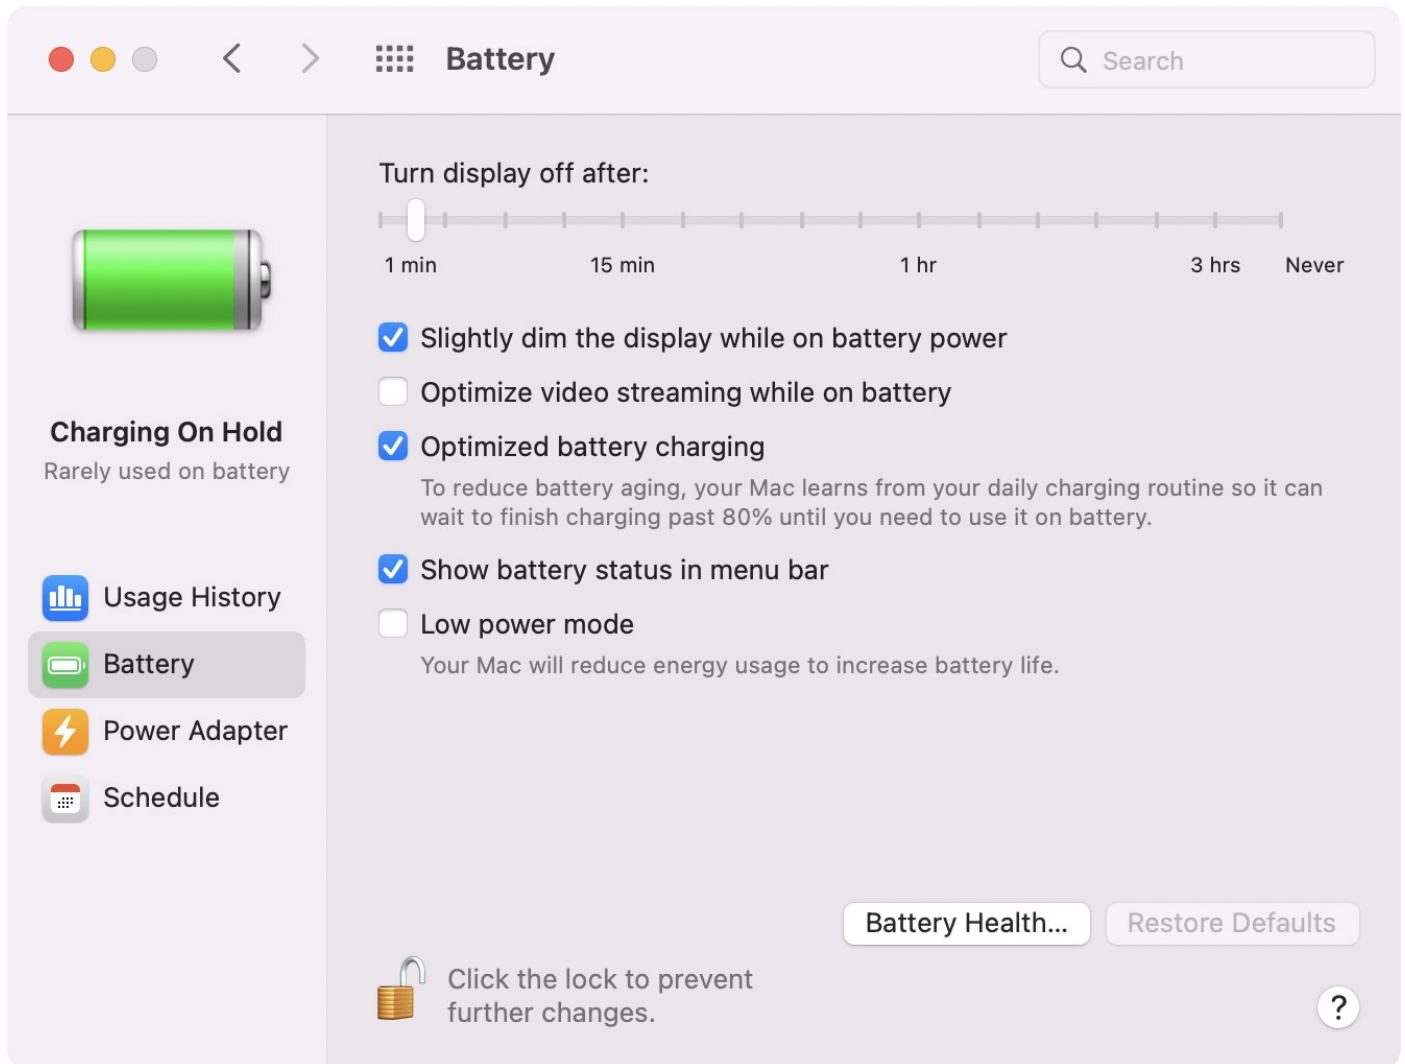 Battery
Search
Charging On Hold
Rarely used on battery
Usage History
Battery
Power Adapter
Schedule
Turn display off after:
1 min 15 min 1 hr 3 hrs Never
Slightly dim the display while on battery power
Optimize video streaming while on battery
Optimized battery charging
To reduce battery aging, your Mac learns from your daily charging routine so it can
wait to finish charging past 80% until you need to use it on battery.
Show battery status in menu bar
Low power mode
Your Mac will reduce energy usage to increase battery life.
Battery Health...
Restore Defaults
Click the lock to prevent
further changes.
?